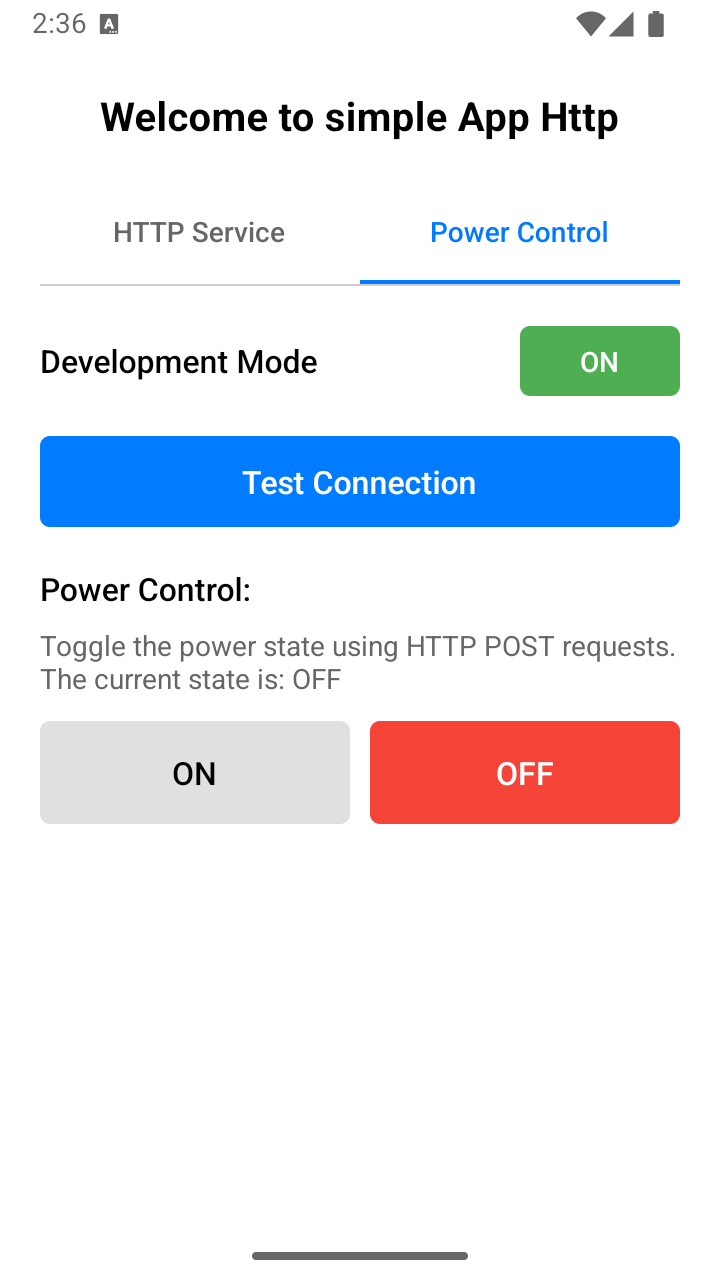 2:36
Welcome to simple App Http
HTTP Service
Power Control
Development Mode
ON
Test Connection
Power Control:
Toggle the power state using HTTP POST requests.
The current state is: OFF
ON
OFF